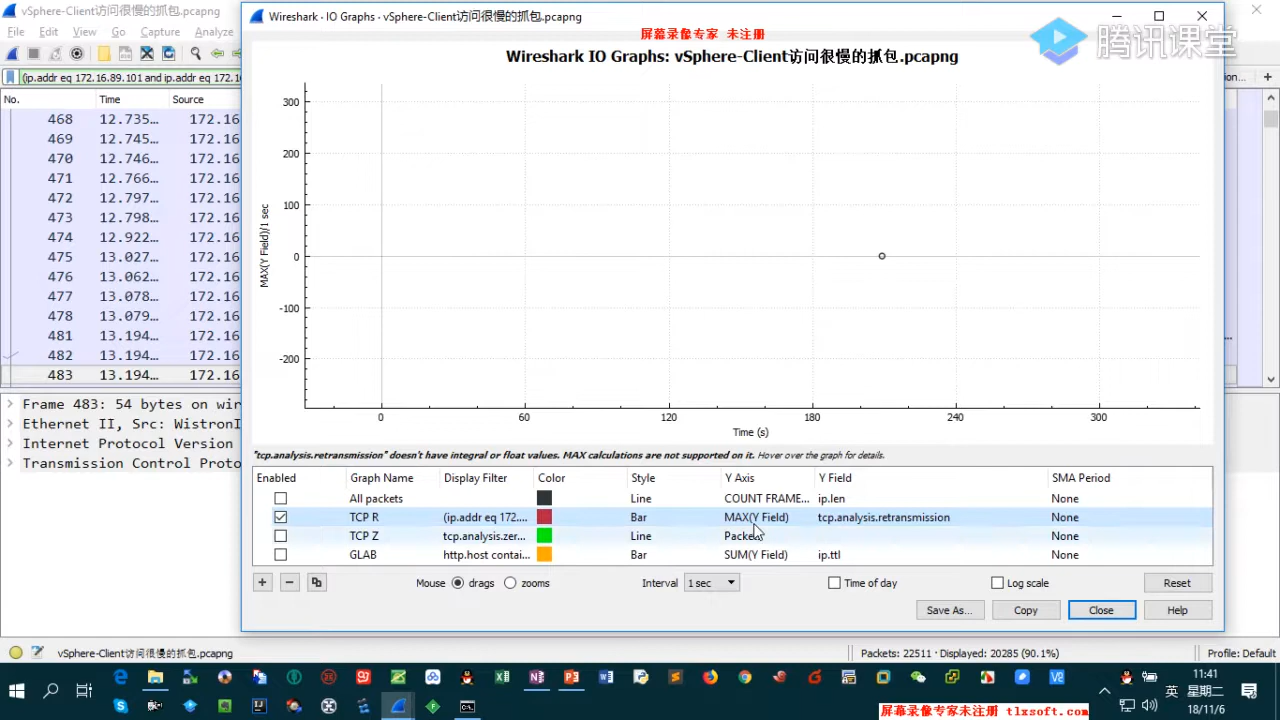 vSphere-Client访问很慢的抓包.pcapng
File Edit View Go Capture Analyze
(ip.addr eq 172.16.89.101 and ip.addr eq 172.16
No. Time Source
468 12.735… 172.16
469 12.745… 172.16
470 12.746… 172.16
471 12.766… 172.16
472 12.797… 172.16
473 12.798… 172.16
474 12.922… 172.16
475 13.027… 172.16
476 13.062… 172.16
477 13.078… 172.16
478 13.079… 172.16
481 13.194… 172.16
482 13.194… 172.16
483 13.194… 172.16
Frame 483: 54 bytes on wir
Ethernet II, Src: WistronI
Internet Protocol Version
Transmission Control Proto
Wireshark · IO Graphs · vSphere-Client访问很慢的抓包.pcapng
屏幕录像专家 未注册
腾讯课堂
Wireshark IO Graphs: vSphere-Client访问很慢的抓包.pcapng
MAX(Y Field)/1 sec
300
200
100
0
-100
-200
0 60 120 180 240 300
Time (s)
"tcp.analysis.retransmission" doesn't have integral or float values. MAX calculations are not supported on it. Hover over the graph for details.
Enabled Graph Name Display Filter Color Style Y Axis Y Field SMA Period
All packets Line COUNT FRAME... ip.len None
TCP R (ip.addr eq 172.... Bar MAX(Y Field) tcp.analysis.retransmission None
TCP Z tcp.analysis.zer... Line Packe None
GLAB http.host contai... Bar SUM(Y Field) ip.ttl None
+ − Mouse drags zooms Interval 1 sec Time of day Log scale Reset
Save As... Copy Close Help
vSphere-Client访问很慢的抓包.pcapng
Packets: 22511 · Displayed: 20285 (90.1%) Profile: Default
11:41
英 星期二
18/11/6
屏幕录像专家未注册 tlxsoft.com